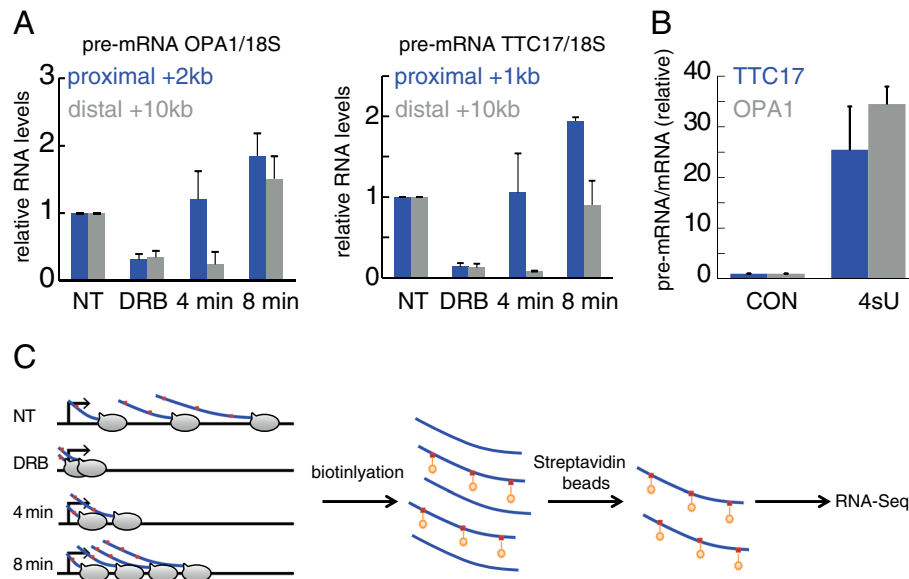 A
pre-mRNA OPA1/18S
proximal +2kb
distal +10kb
relative RNA levels
3
2
1
0
NT DRB 4 min 8 min
pre-mRNA TTC17/18S
proximal +1kb
distal +10kb
relative RNA levels
2
1
0
NT DRB 4 min 8 min
B
TTC17
OPA1
pre-mRNA/mRNA (relative)
40
30
20
10
0
CON 4sU
C
NT
DRB
4 min
8 min
biotinlyation
Streptavidin
beads
RNA-Seq